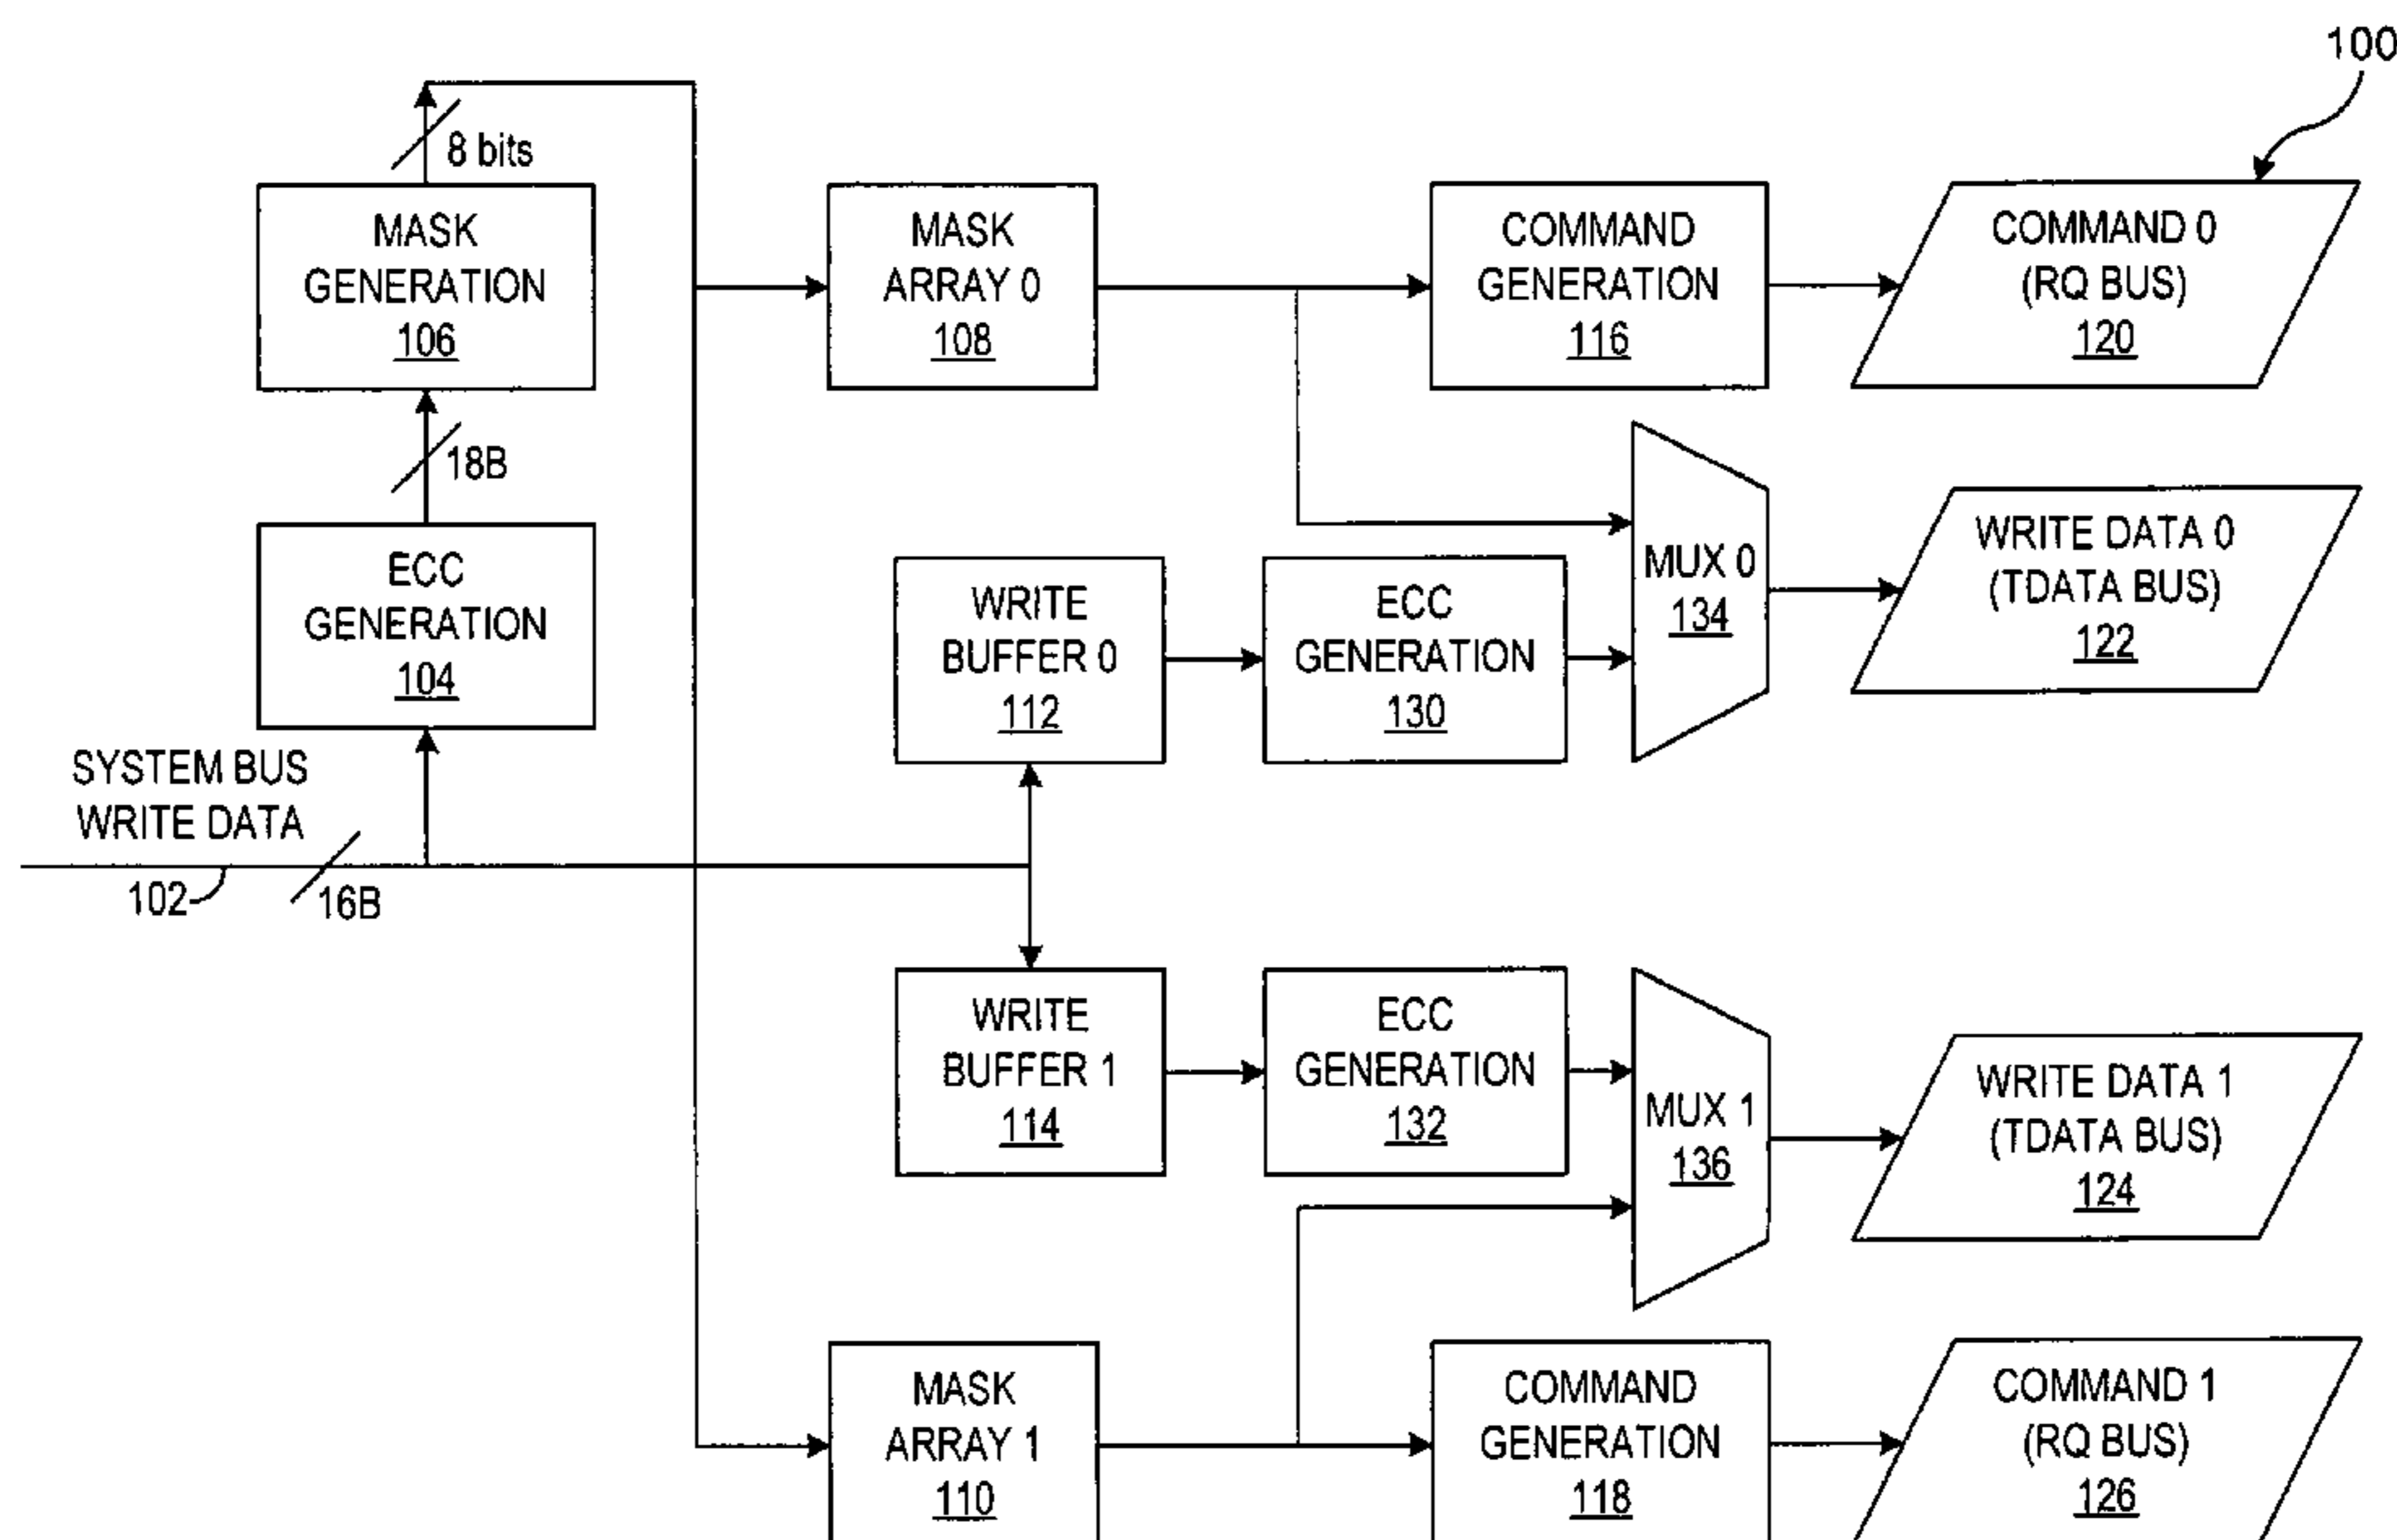 100
8 bits
MASK
GENERATION
106
MASK
ARRAY 0
108
COMMAND
GENERATION
116
COMMAND 0
(RQ BUS)
120
18B
ECC
GENERATION
104
WRITE
BUFFER 0
112
ECC
GENERATION
130
MUX 0
134
WRITE DATA 0
(TDATA BUS)
122
SYSTEM BUS
WRITE DATA
102
16B
WRITE
BUFFER 1
114
ECC
GENERATION
132
MUX 1
136
WRITE DATA 1
(TDATA BUS)
124
MASK
ARRAY 1
110
COMMAND
GENERATION
118
COMMAND 1
(RQ BUS)
126